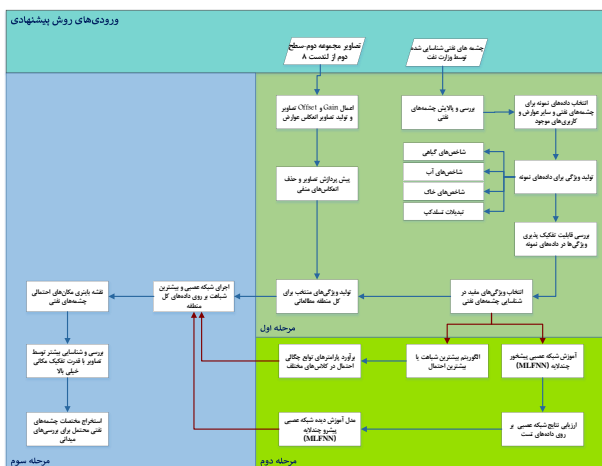 ورودی‌های روش پیشنهادی
تصاویر مجموعه دوم-سطح
دوم از لندست ۸
چشمه های نفتی شناسایی شده
توسط وزارت نفت
اعمال Gain و Offset تصاویر
و تولید تصاویر انعکاس عوارض
بررسی و پالایش چشمه‌های
نفتی
انتخاب داده‌های نمونه برای
چشمه‌های نفتی و سایر عوارض و
کاربری‌های موجود
پیش پردازش تصاویر و حذف
انعکاس‌های منفی
شاخص‌های گیاهی
شاخص‌های آب
شاخص‌های خاک
تبدیلات تسلدکپ
تولید ویژگی برای داده‌های نمونه
بررسی قابلیت تفکیک پذیری
ویژگی‌ها در داده‌های نمونه
انتخاب ویژگی‌های مفید در
شناسایی چشمه‌های نفتی
تولید ویژگی‌های منتخب برای
کل منطقه مطالعاتی
اجرای شبکه عصبی و بیشترین
شباهت بر روی داده‌های کل
منطقه
نقشه باینری مکان‌های احتمالی
چشمه‌های نفتی
مرحله اول
بررسی و شناسایی بیشتر توسط
تصاویر با قدرت تفکیک مکانی
خیلی بالا
استخراج مختصات چشمه‌های
نفتی محتمل برای بررسی‌های
میدانی
آموزش شبکه عصبی پیشخور
چندلایه (MLFNN)
الگوریتم بیشترین شباهت یا
بیشترین احتمال
برآورد پارامترهای توابع چگالی
احتمال در کلاس‌های مختلف
ارزیابی نتایج شبکه عصبی بر
روی داده‌های تست
مدل آموزش دیده شبکه عصبی
پیشرو چندلایه
(MLFNN)
مرحله دوم
مرحله سوم